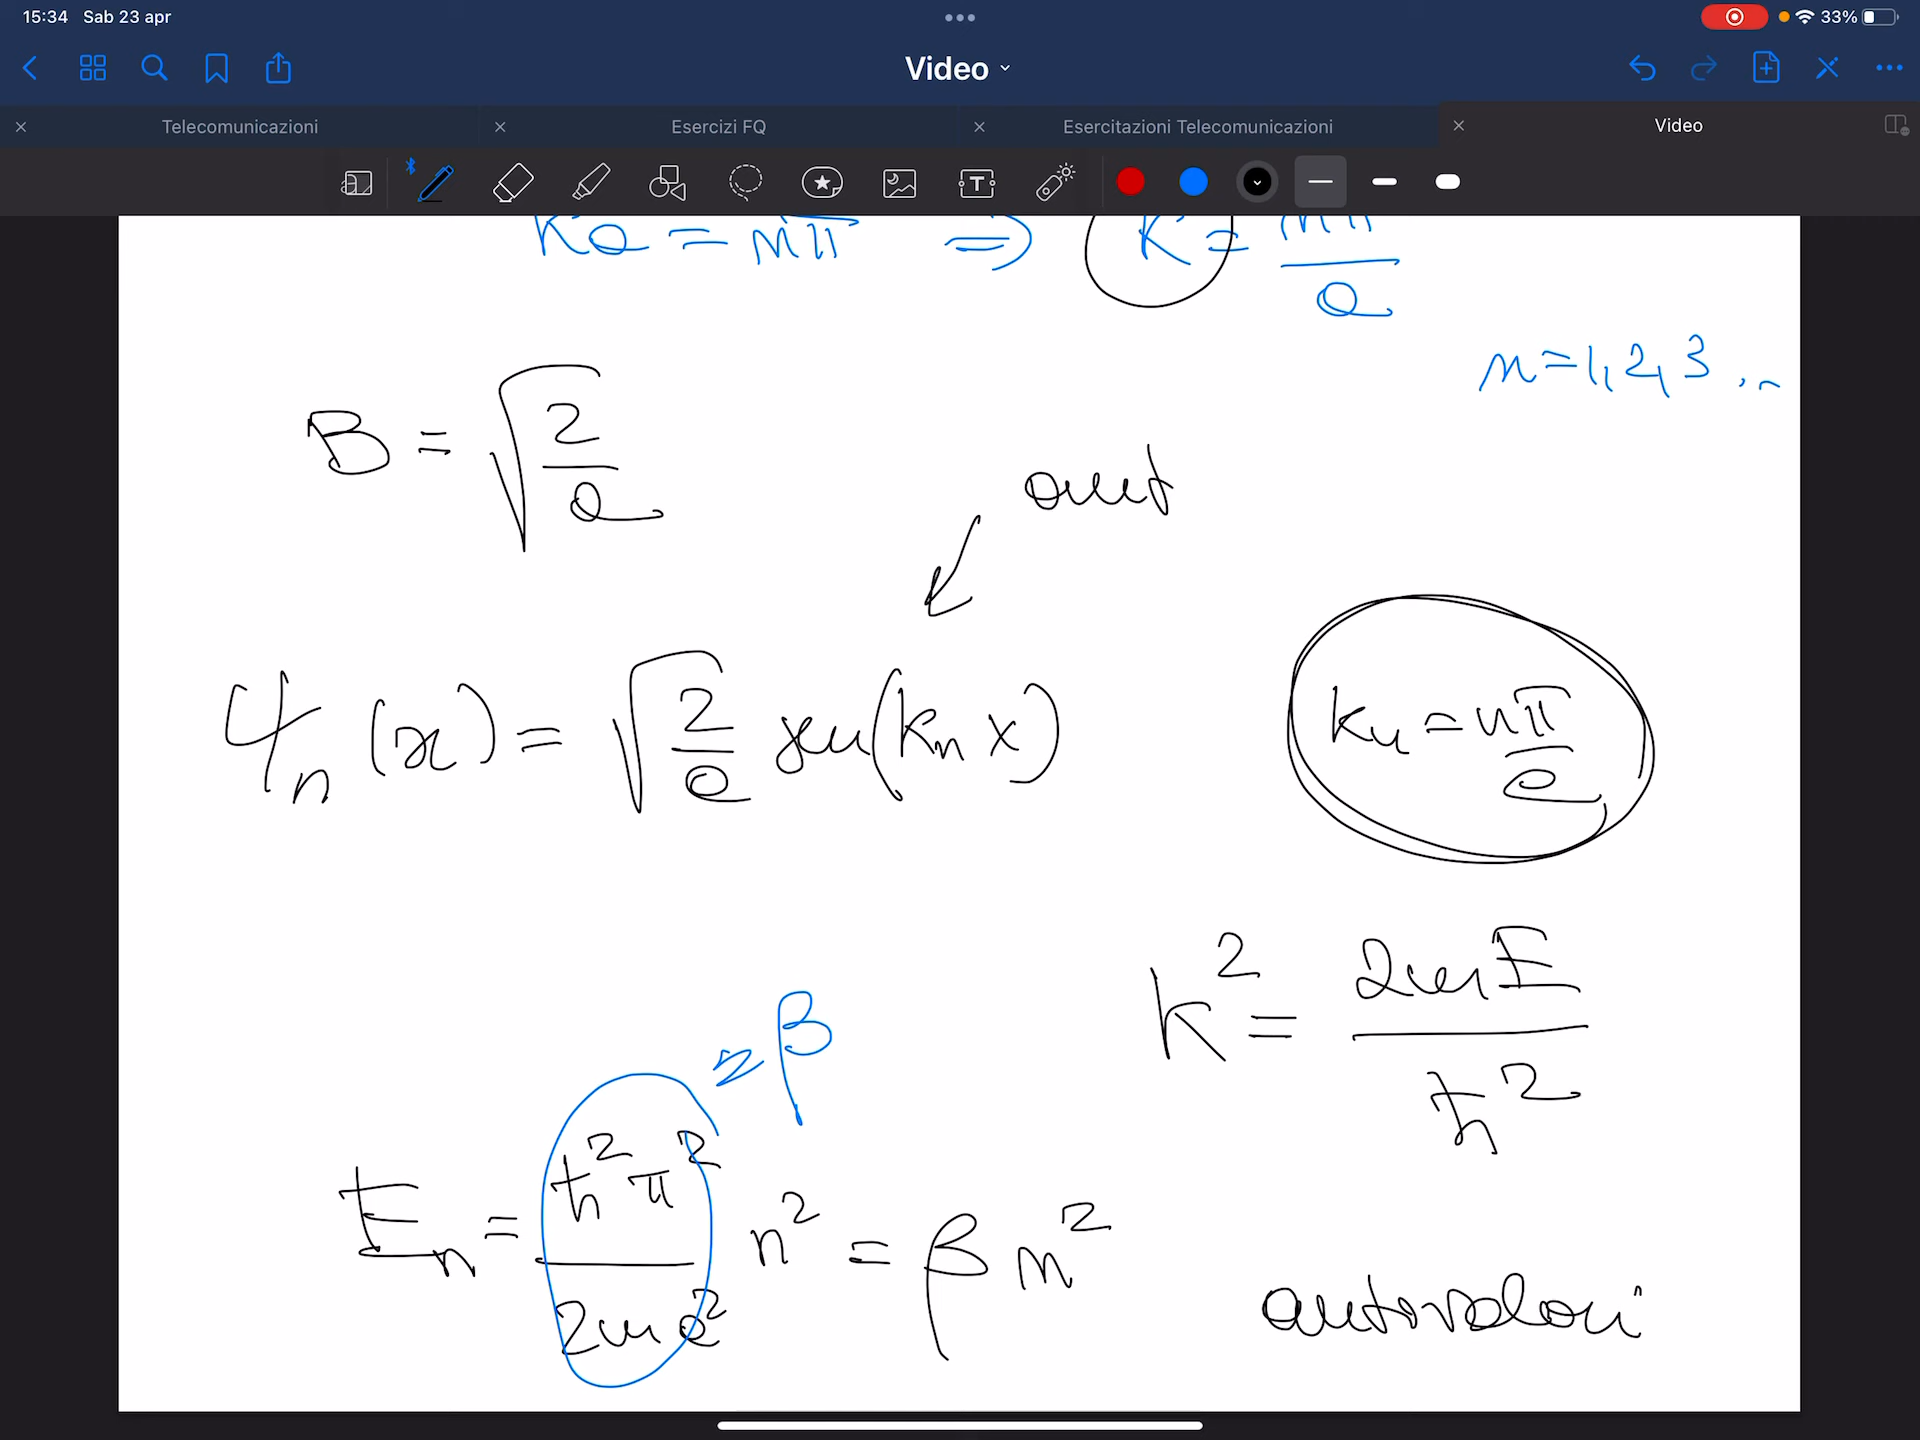 15:34 Sab 23 apr
33%
Video
Telecomunicazioni
Esercizi FQ
Esercitazioni Telecomunicazioni
Video
ka = nπ ⇒ k = nπ/a
n = 1, 2, 3 ...
B = √(2/a)
aut
ψₙ(x) = √(2/a) sen(kₙ x)
kₙ = nπ/a
k² = 2mE/ħ²
= β
Eₙ = ħ²π²/2ma² n² = β n²
autovalori